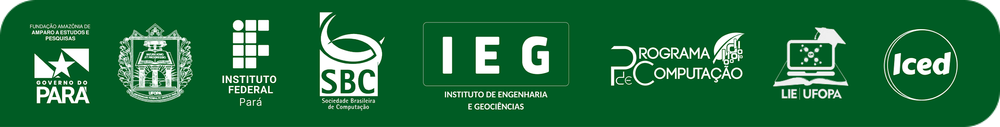 FUNDAÇÃO AMAZÔNIA DE
AMPARO A ESTUDOS E
PESQUISAS
GOVERNO DO
PARÁ
NATURA HOMO
ET PROGRESSIO
UFOPA
UNIVERSIDADE FEDERAL DO OESTE DO PARÁ
INSTITUTO
FEDERAL
Pará
SBC
Sociedade Brasileira
de Computação
IEG
INSTITUTO DE ENGENHARIA
E GEOCIÊNCIAS
PROGRAMA
de COMPUTAÇÃO
LIE | UFOPA
Iced